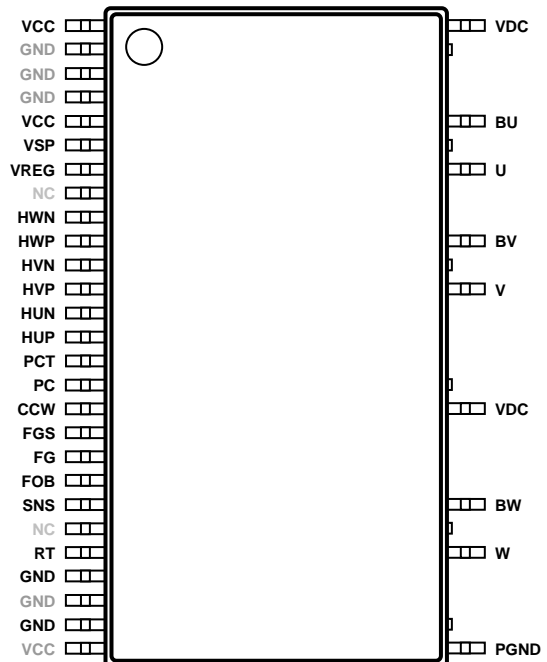 VCC
GND
GND
GND
VCC
VSP
VREG
NC
HWN
HWP
HVN
HVP
HUN
HUP
PCT
PC
CCW
FGS
FG
FOB
SNS
NC
RT
GND
GND
GND
VCC
VDC
BU
U
BV
V
VDC
BW
W
PGND